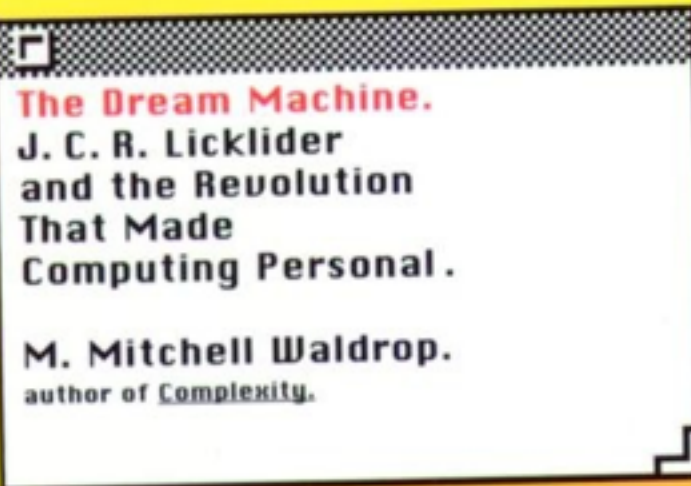 The Dream Machine.
J. C. R. Licklider
and the Revolution
That Made
Computing Personal.
M. Mitchell Waldrop.
author of Complexity.